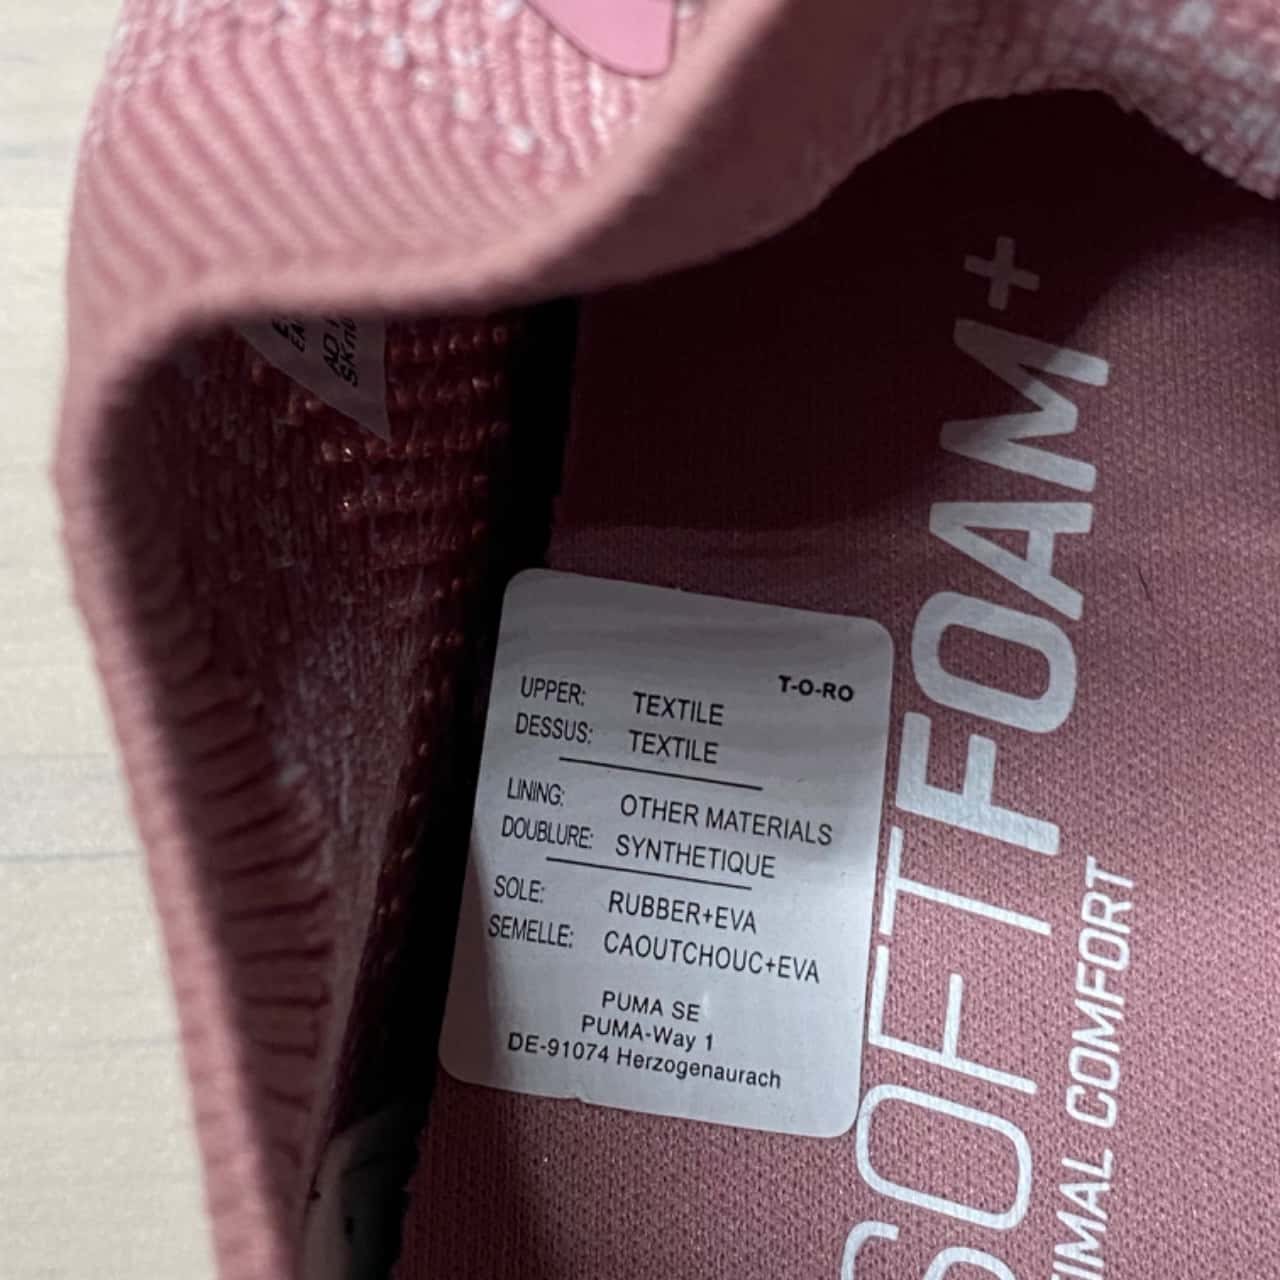 T-O-RO
UPPER: TEXTILE
DESSUS: TEXTILE
LINING: OTHER MATERIALS
DOUBLURE: SYNTHETIQUE
SOLE: RUBBER+EVA
SEMELLE: CAOUTCHOUC+EVA
PUMA SE
PUMA-Way 1
DE-91074 Herzogenaurach
SOFTFOAM+
TIMAL COMFORT